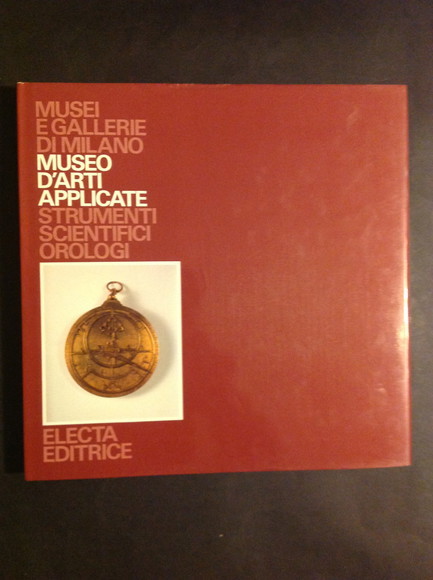 MUSEI
E GALLERIE
DI MILANO
MUSEO
D'ARTI
APPLICATE
STRUMENTI
SCIENTIFICI
OROLOGI
ELECTA
EDITRICE